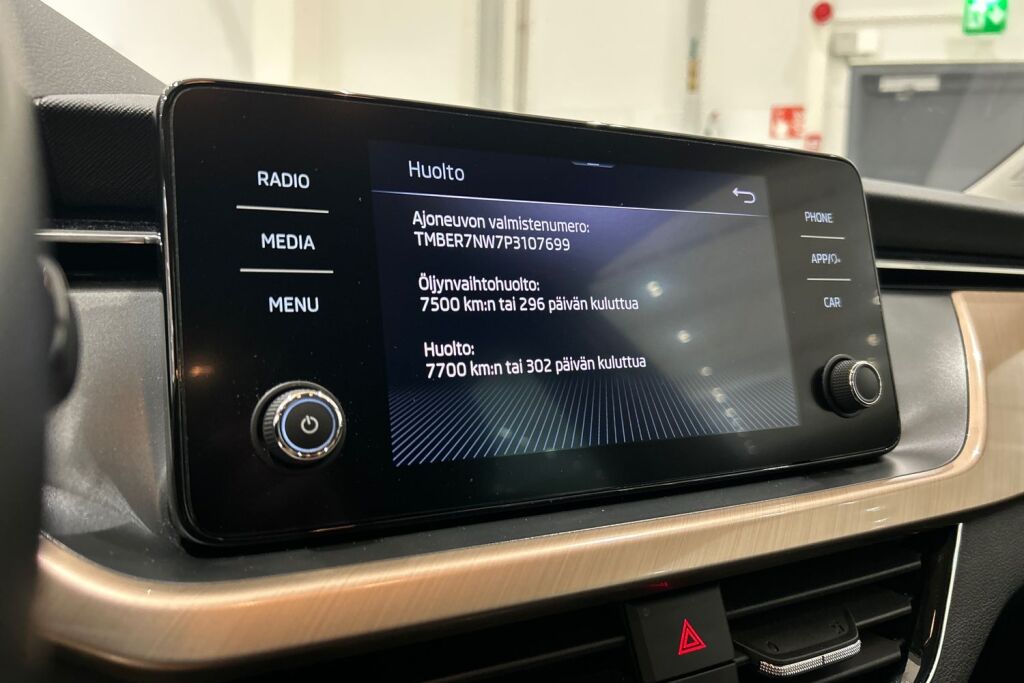 RADIO
MEDIA
MENU
Huolto
Ajoneuvon valmistenumero:
TMBER7NW7P3107699
Öljynvaihtohuolto:
7500 km:n tai 296 päivän kuluttua
Huolto:
7700 km:n tai 302 päivän kuluttua
PHONE
APP/
CAR